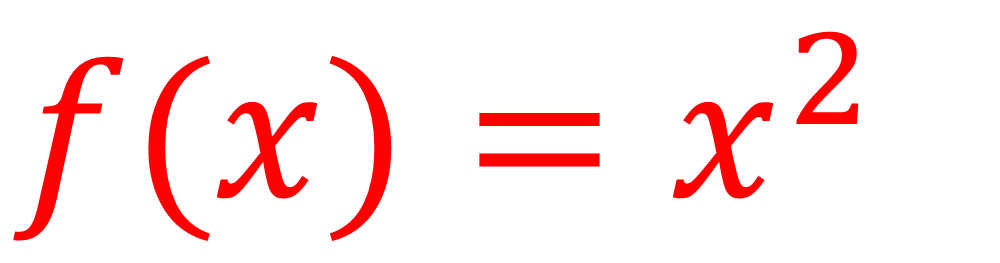 f(x) = x²